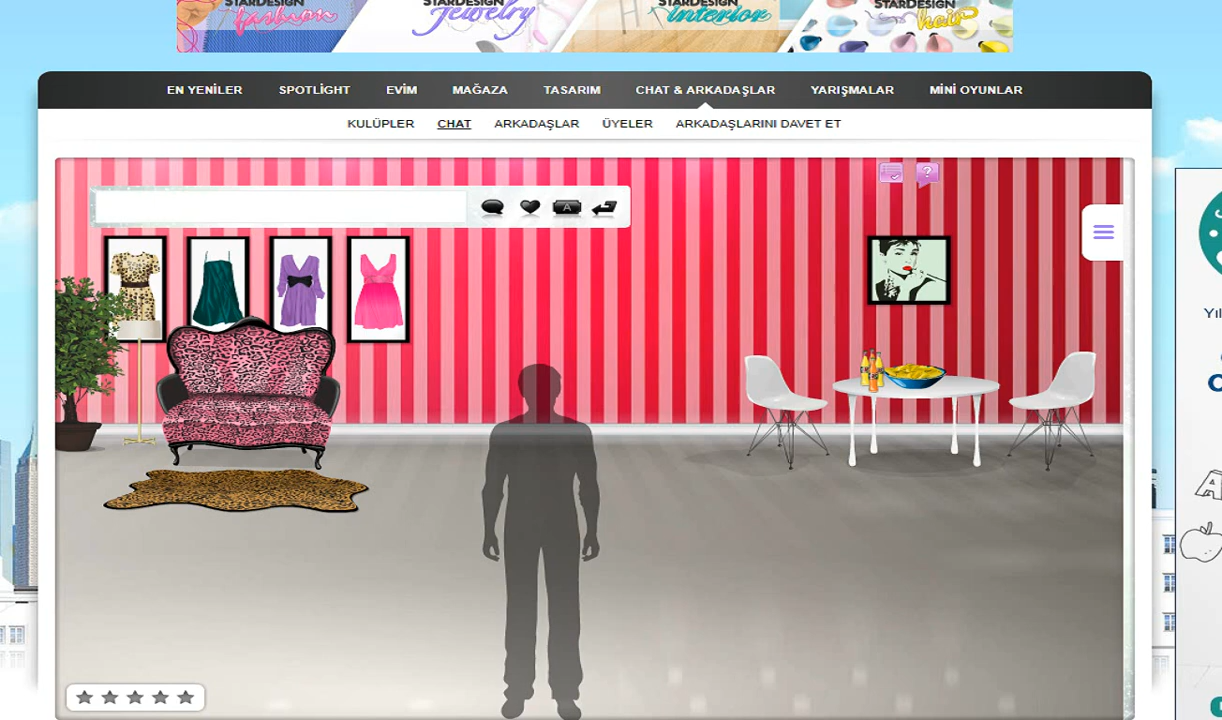 STARDESIGN
fashion
STARDESIGN
Jewelry
STARDESIGN
interior
STARDESIGN
hair
EN YENİLER SPOTLİGHT EVİM MAĞAZA TASARIM CHAT & ARKADAŞLAR YARIŞMALAR MİNİ OYUNLAR
KULÜPLER CHAT ARKADAŞLAR ÜYELER ARKADAŞLARINI DAVET ET
A
?